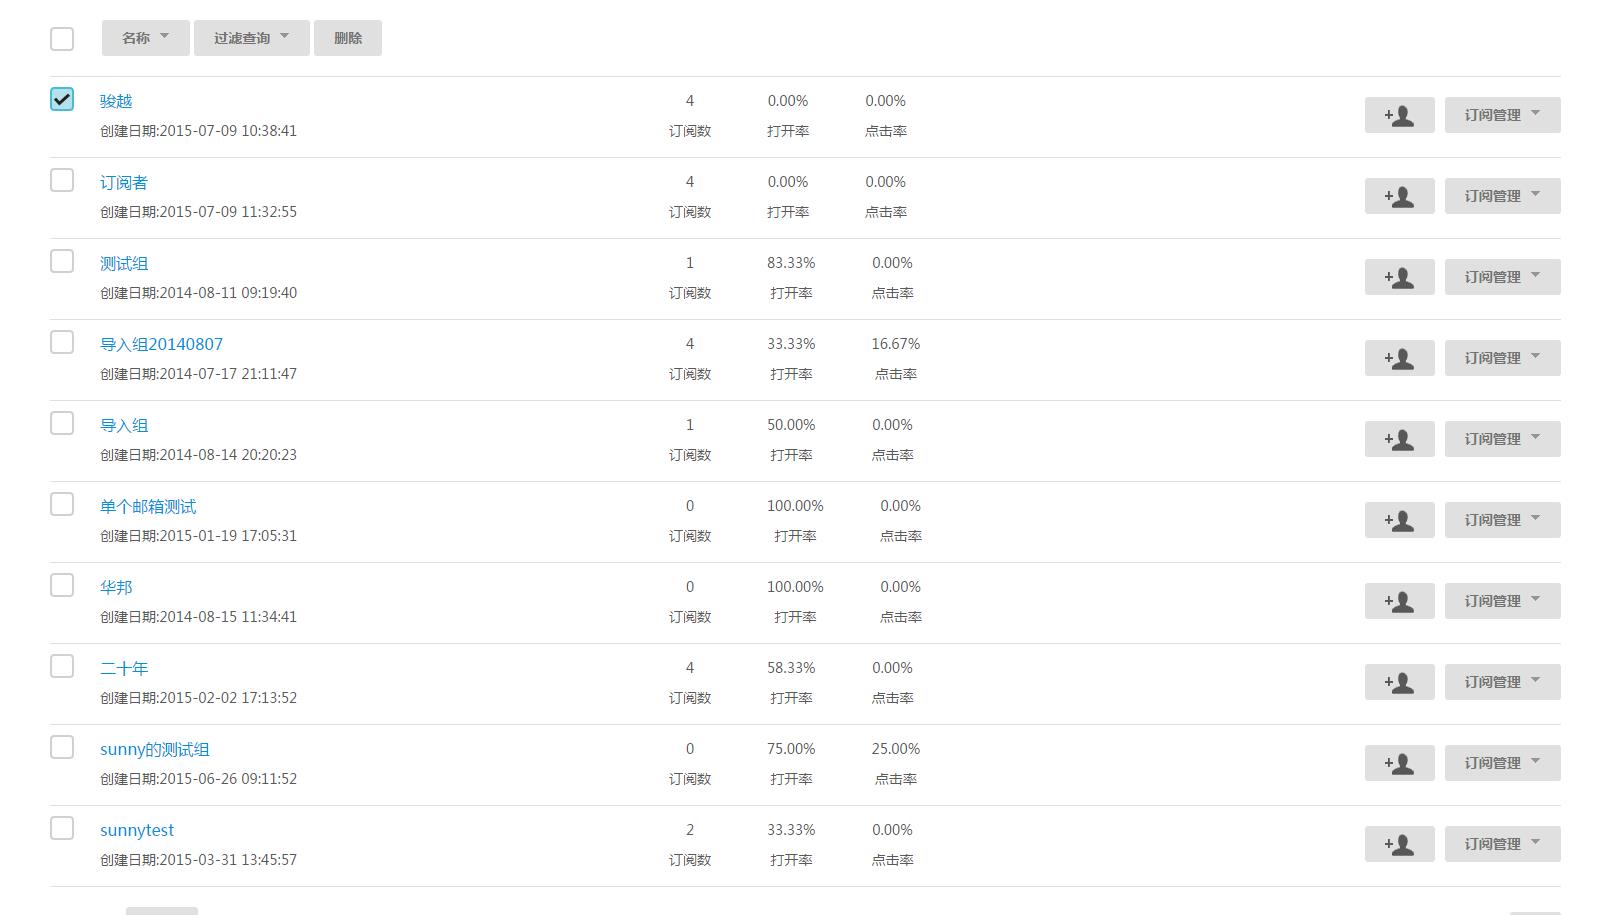 名称 过滤查询 删除
骏越 4 0.00% 0.00%
创建日期:2015-07-09 10:38:41 订阅数 打开率 点击率 订阅管理
订阅者 4 0.00% 0.00%
创建日期:2015-07-09 11:32:55 订阅数 打开率 点击率 订阅管理
测试组 1 83.33% 0.00%
创建日期:2014-08-11 09:19:40 订阅数 打开率 点击率 订阅管理
导入组20140807 4 33.33% 16.67%
创建日期:2014-07-17 21:11:47 订阅数 打开率 点击率 订阅管理
导入组 1 50.00% 0.00%
创建日期:2014-08-14 20:20:23 订阅数 打开率 点击率 订阅管理
单个邮箱测试 0 100.00% 0.00%
创建日期:2015-01-19 17:05:31 订阅数 打开率 点击率 订阅管理
华邦 0 100.00% 0.00%
创建日期:2014-08-15 11:34:41 订阅数 打开率 点击率 订阅管理
二十年 4 58.33% 0.00%
创建日期:2015-02-02 17:13:52 订阅数 打开率 点击率 订阅管理
sunny的测试组 0 75.00% 25.00%
创建日期:2015-06-26 09:11:52 订阅数 打开率 点击率 订阅管理
sunnytest 2 33.33% 0.00%
创建日期:2015-03-31 13:45:57 订阅数 打开率 点击率 订阅管理